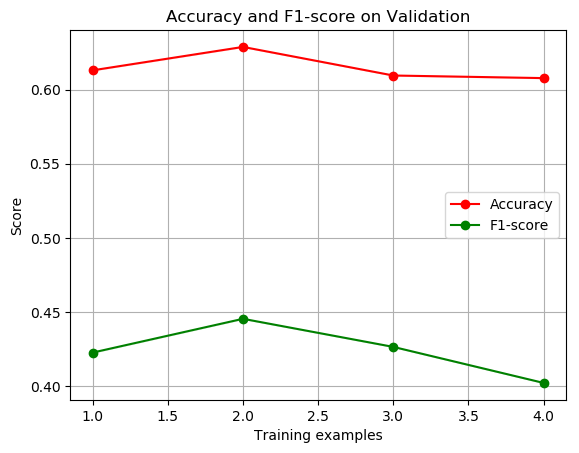 Accuracy and F1-score on Validation
0.60
0.55
0.50
0.45
0.40
Score
Accuracy
F1-score
1.0 1.5 2.0 2.5 3.0 3.5 4.0
Training examples